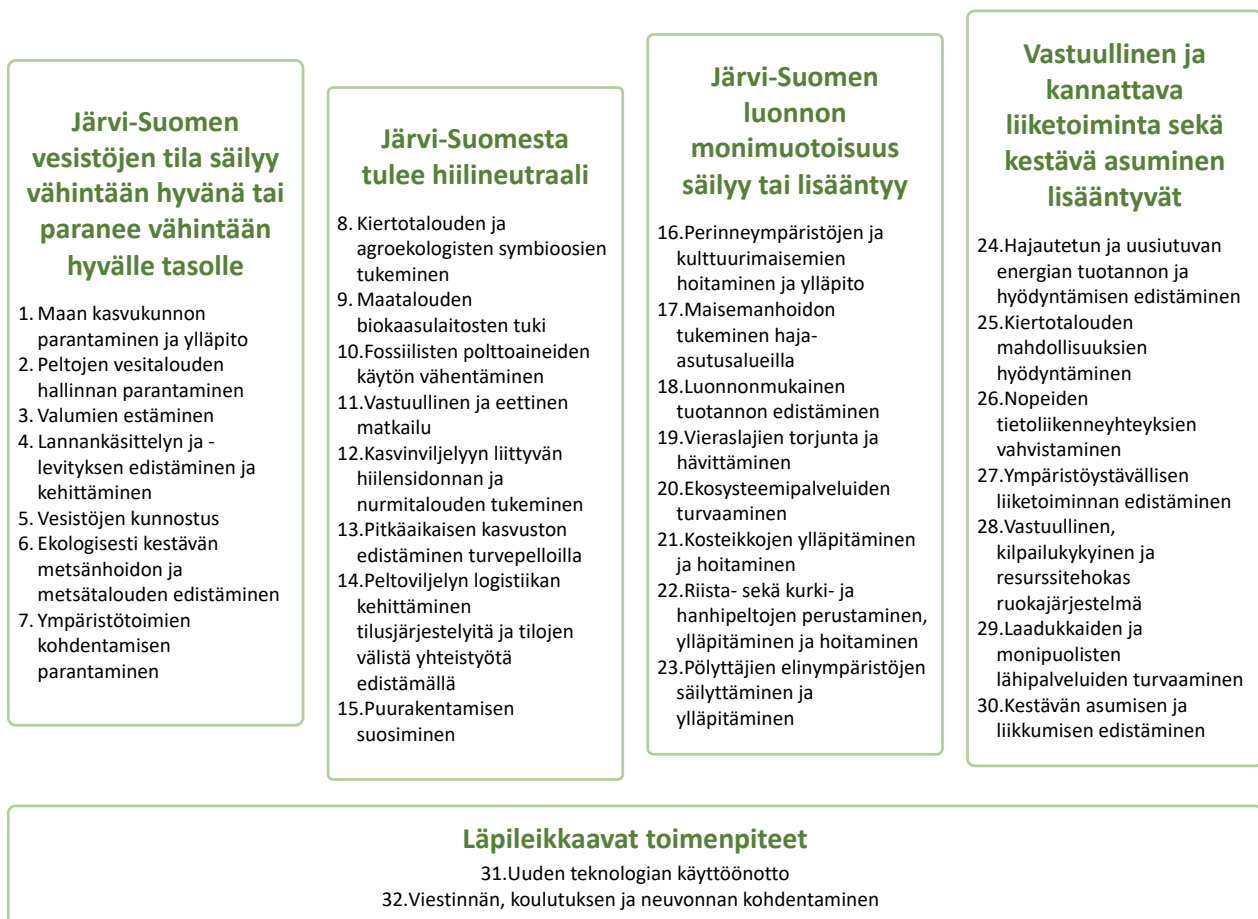 Järvi-Suomen
vesistöjen tila säilyy
vähintään hyvänä tai
paranee vähintään
hyvälle tasolle
1. Maan kasvukunnon
parantaminen ja ylläpito
2. Peltojen vesitalouden
hallinnan parantaminen
3. Valumien estäminen
4. Lannankäsittelyn ja -
levityksen edistäminen ja
kehittäminen
5. Vesistöjen kunnostus
6. Ekologisesti kestävän
metsänhoidon ja
metsätalouden edistäminen
7. Ympäristötoimien
kohdentamisen
parantaminen
Järvi-Suomesta
tulee hiilineutraali
8. Kiertotalouden ja
agroekologisten symbioosien
tukeminen
9. Maatalouden
biokaasulaitosten tuki
10.Fossiilisten polttoaineiden
käytön vähentäminen
11.Vastuullinen ja eettinen
matkailu
12.Kasvinviljelyyn liittyvän
hiilensidonnan ja
nurmitalouden tukeminen
13.Pitkäaikaisen kasvuston
edistäminen turvepelloilla
14.Peltoviljelyn logistiikan
kehittäminen
tilusjärjestelyitä ja tilojen
välistä yhteistyötä
edistämällä
15.Puurakentamisen
suosiminen
Järvi-Suomen
luonnon
monimuotoisuus
säilyy tai lisääntyy
16.Perinneympäristöjen ja
kulttuurimaisemien
hoitaminen ja ylläpito
17.Maisemanhoidon
tukeminen haja-
asutusalueilla
18.Luonnonmukainen
tuotannon edistäminen
19.Vieraslajien torjunta ja
hävittäminen
20.Ekosysteemipalveluiden
turvaaminen
21.Kosteikkojen ylläpitäminen
ja hoitaminen
22.Riista- sekä kurki- ja
hanhipeltojen perustaminen,
ylläpitäminen ja hoitaminen
23.Pölyttäjien elinympäristöjen
säilyttäminen ja
ylläpitäminen
Vastuullinen ja
kannattava
liiketoiminta sekä
kestävä asuminen
lisääntyvät
24.Hajautetun ja uusiutuvan
energian tuotannon ja
hyödyntämisen edistäminen
25.Kiertotalouden
mahdollisuuksien
hyödyntäminen
26.Nopeiden
tietoliikenneyhteyksien
vahvistaminen
27.Ympäristöystävällisen
liiketoiminnan edistäminen
28.Vastuullinen,
kilpailukykyinen ja
resurssitehokas
ruokajärjestelmä
29.Laadukkaiden ja
monipuolisten
lähipalveluiden turvaaminen
30.Kestävän asumisen ja
liikkumisen edistäminen
Läpileikkaavat toimenpiteet
31.Uuden teknologian käyttöönotto
32.Viestinnän, koulutuksen ja neuvonnan kohdentaminen